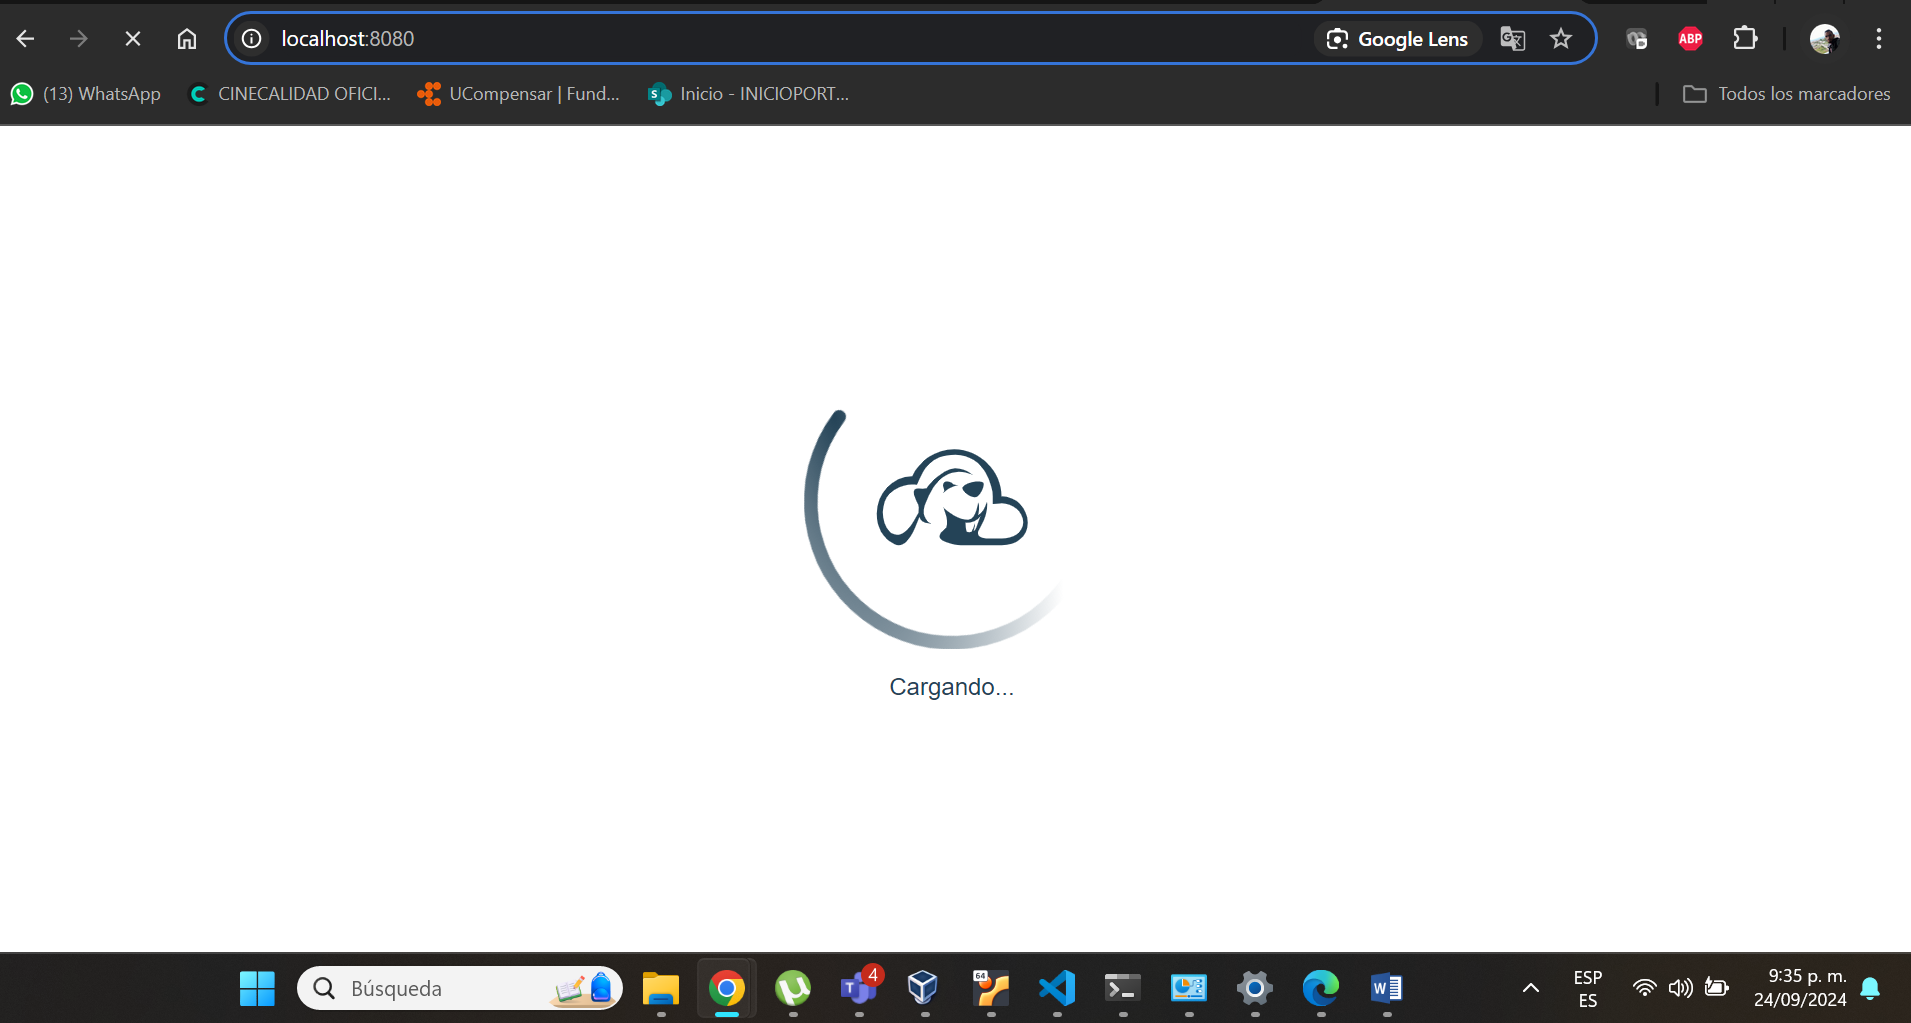 localhost:8080
Google Lens
ABP
(13) WhatsApp
CINECALIDAD OFICI...
UCompensar | Fund...
Inicio - INICIOPORT...
Todos los marcadores
Cargando...
Búsqueda
4
64
ESP
ES
9:35 p. m.
24/09/2024